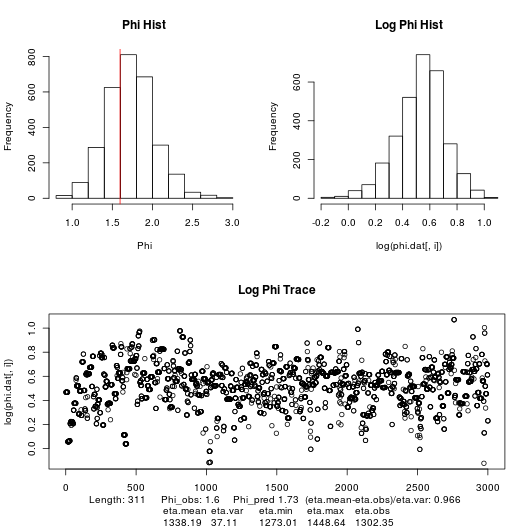 Phi Hist
Log Phi Hist
Frequency
0 200 400 600 800
1.0 1.5 2.0 2.5 3.0
Phi
Frequency
0 200 400 600
-0.2 0.0 0.2 0.4 0.6 0.8 1.0
log(phi.dat[, i])
Log Phi Trace
log(phi.dat[, i])
0.0 0.2 0.4 0.6 0.8 1.0
0 500 1000 1500 2000 2500 3000
Length: 311 Phi_obs: 1.6 Phi_pred 1.73 (eta.mean-eta.obs)/eta.var: 0.966
eta.mean eta.var eta.min eta.max eta.obs
1338.19 37.11 1273.01 1448.64 1302.35